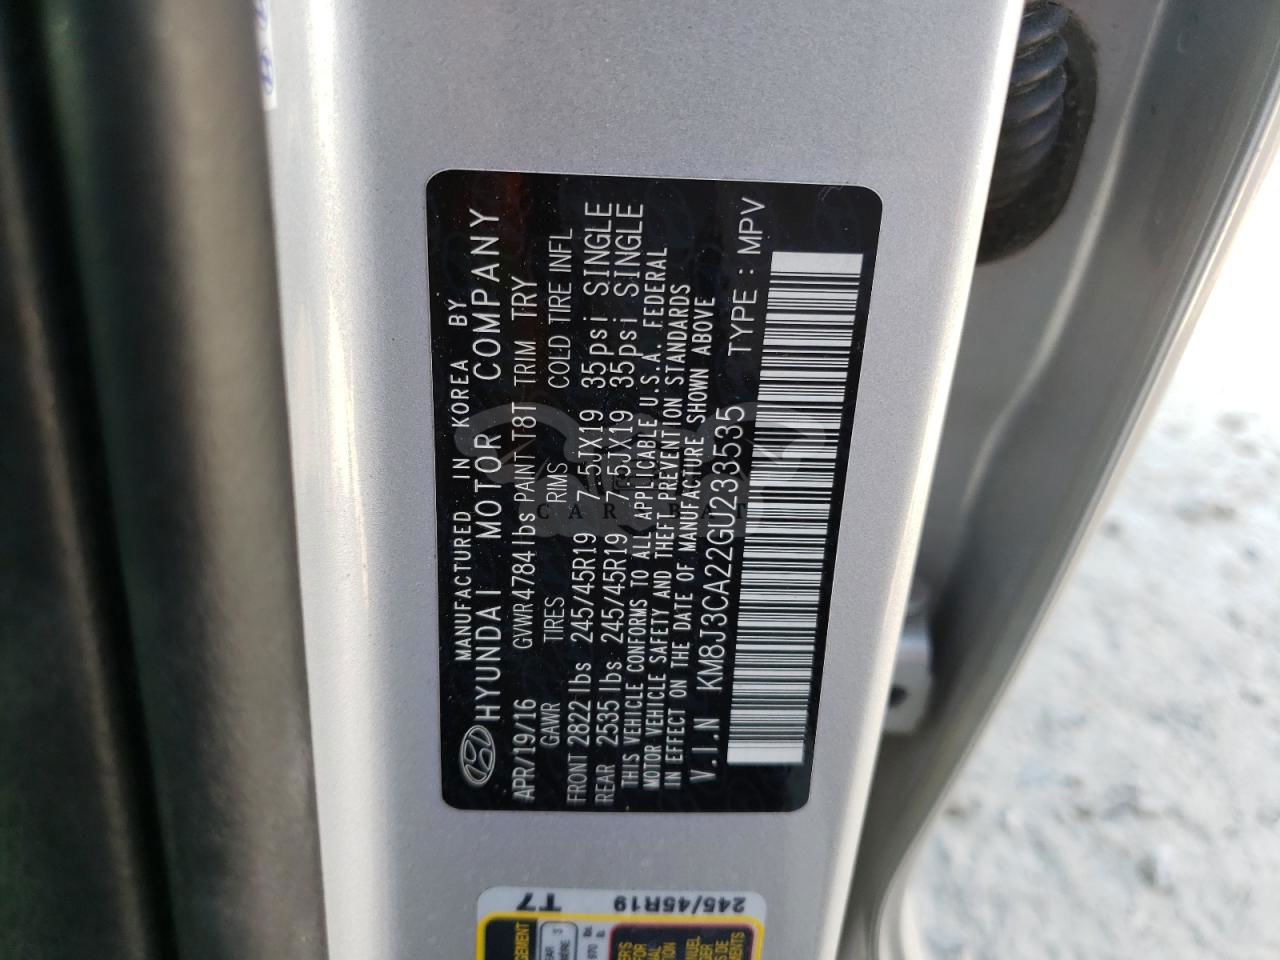 MANUFACTURED IN KOREA BY
HYUNDAI MOTOR COMPANY
APR/19/16 GVWR 4784 lbs PAINT T8T TRIM TRY
GAWR TIRES RIMS COLD TIRE INFL
FRONT 2822 lbs 245/45R19 7.5JX19 35psi SINGLE
REAR 2535 lbs 245/45R19 7.5JX19 35psi SINGLE
THIS VEHICLE CONFORMS TO ALL APPLICABLE U.S.A. FEDERAL
MOTOR VEHICLE SAFETY AND THEFT PREVENTION STANDARDS
IN EFFECT ON THE DATE OF MANUFACTURE SHOWN ABOVE
V.I.N KM8J3CA22GU233535 TYPE : MPV
T7
245/45R19